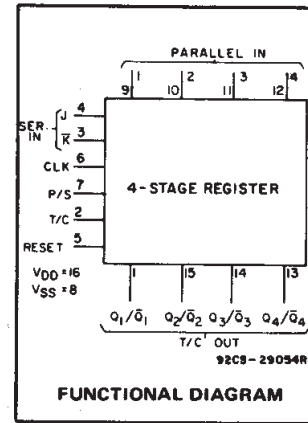 PARALLEL IN
1 2 3 4
9 10 11 12
J 4
SER IN
K̅ 3
CLK 6
P/S 7
4-STAGE REGISTER
T/C 2
RESET 5
VDD = 16
VSS = 8
1 15 14 13
Q1/Q̅1 Q2/Q̅2 Q3/Q̅3 Q4/Q̅4
T/C OUT
92CS-29054R
FUNCTIONAL DIAGRAM